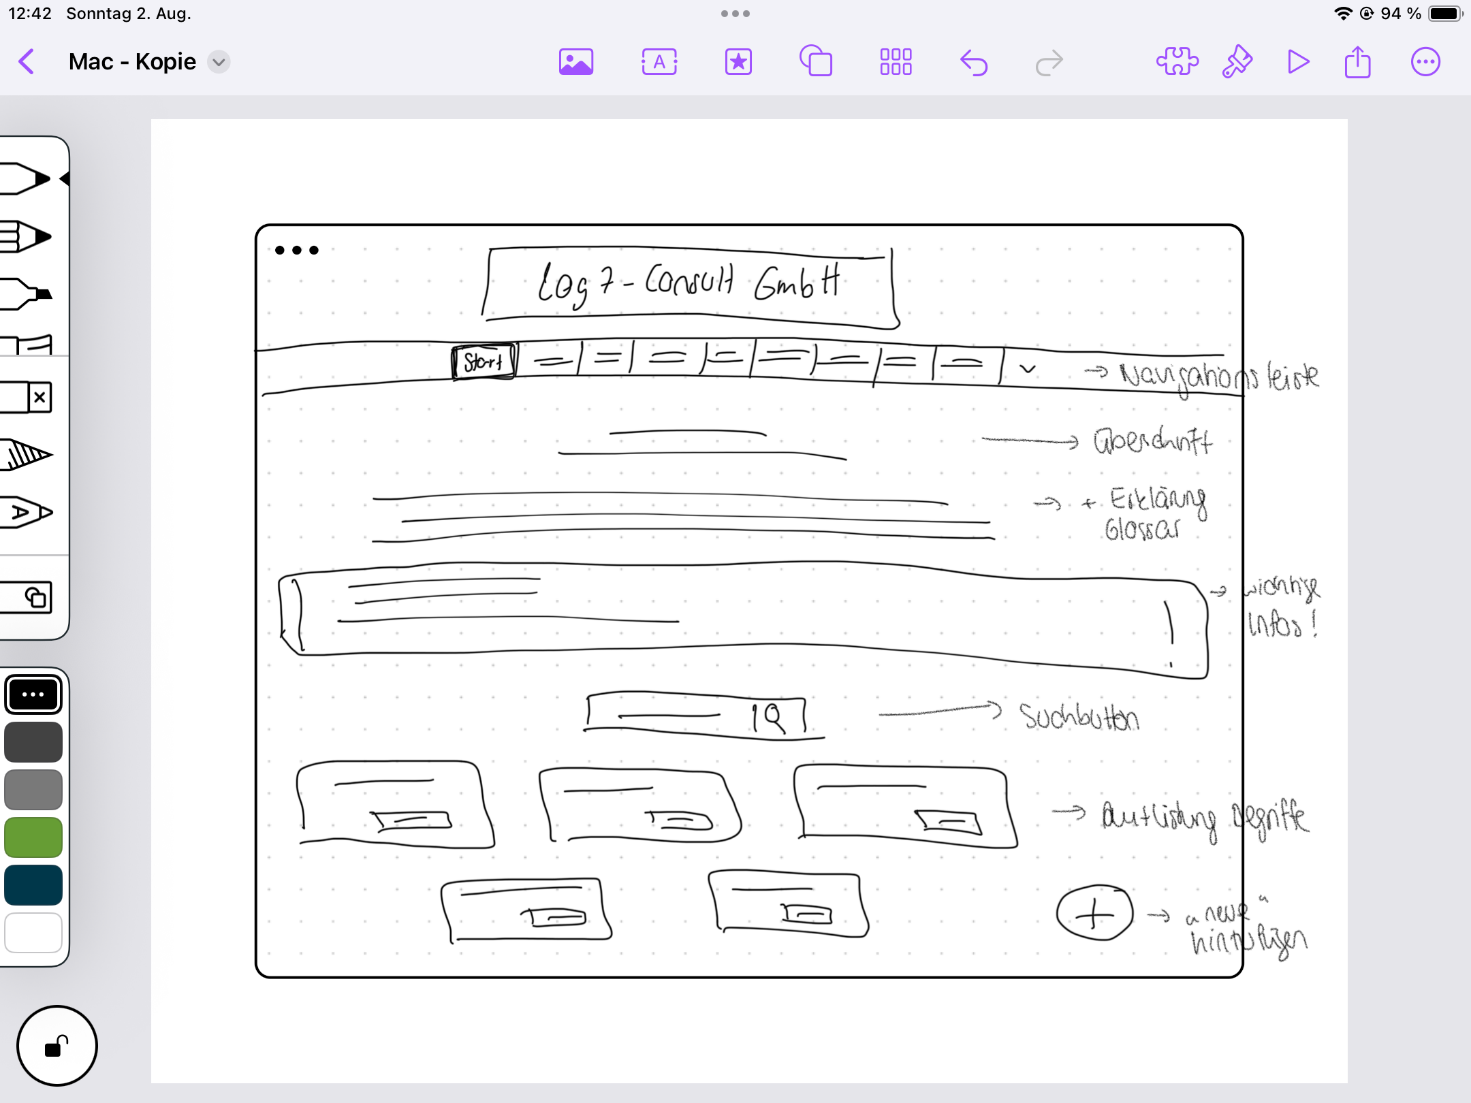 12:42 Sonntag 2. Aug.
94 %
Mac - Kopie
Log 7 - Consult GmbH
Start
→ Navigationsleiste
→ Überschrift
→ + Erklärung
Glossar
→ wichtige
Infos!
→ Suchbutton
→ Auflistung Begriffe
+ → "neue"
hinzufügen